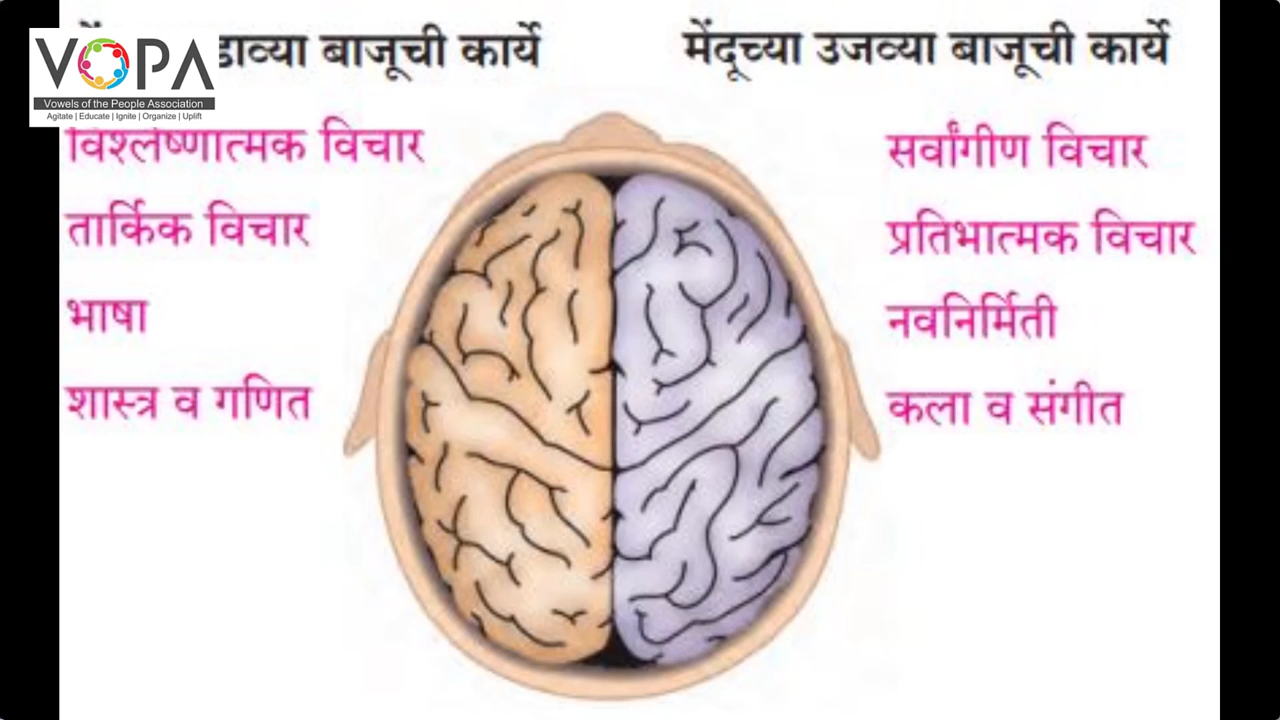 VOPA
Vowels of the People Association
Agitate | Educate | Ignite | Organize | Uplift
बाजूची कार्ये
विश्लेष्णात्मक विचार
तार्किक विचार
भाषा
शास्त्र व गणित
मेंदूच्या उजव्या बाजूची कार्ये
सर्वांगीण विचार
प्रतिभात्मक विचार
नवनिर्मिती
कला व संगीत